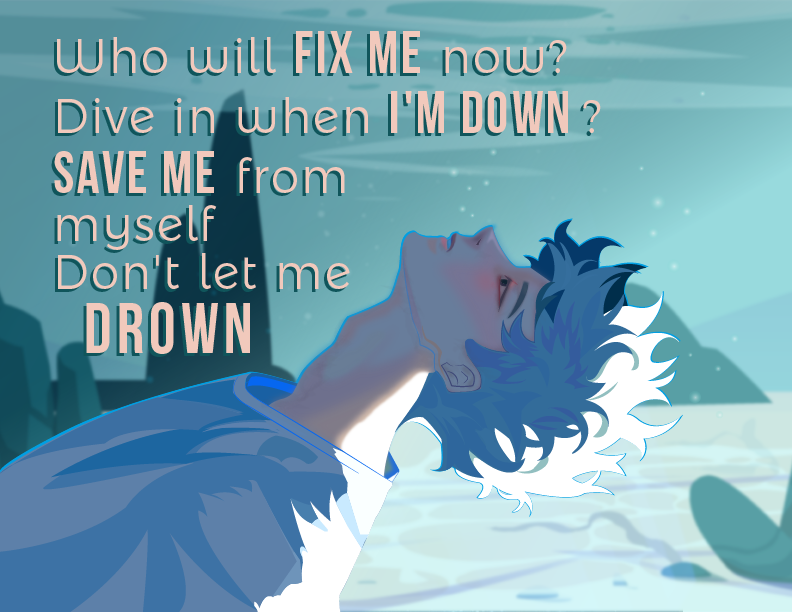 Who will FIX ME now?
Dive in when I'M DOWN?
SAVE ME from
myself
Don't let me
DROWN